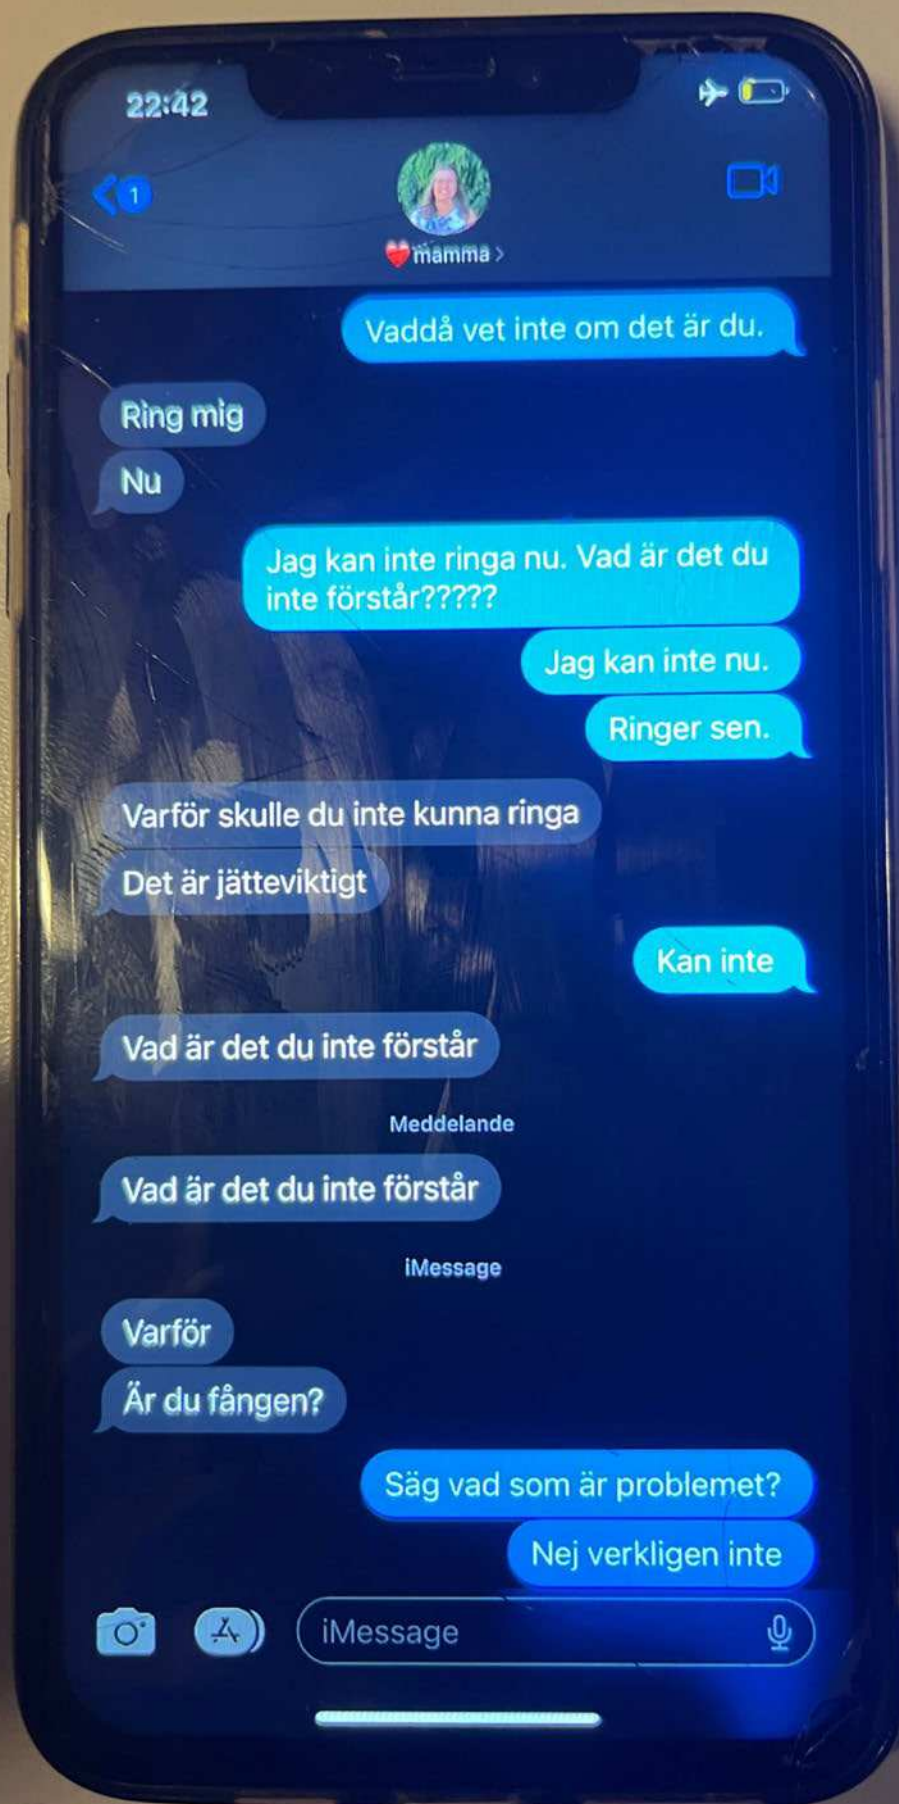 22:42
1
mamma
Vaddå vet inte om det är du.
Ring mig
Nu
Jag kan inte ringa nu. Vad är det du
inte förstår?????
Jag kan inte nu.
Ringer sen.
Varför skulle du inte kunna ringa
Det är jätteviktigt
Kan inte
Vad är det du inte förstår
Meddelande
Vad är det du inte förstår
iMessage
Varför
Är du fången?
Säg vad som är problemet?
Nej verkligen inte
iMessage